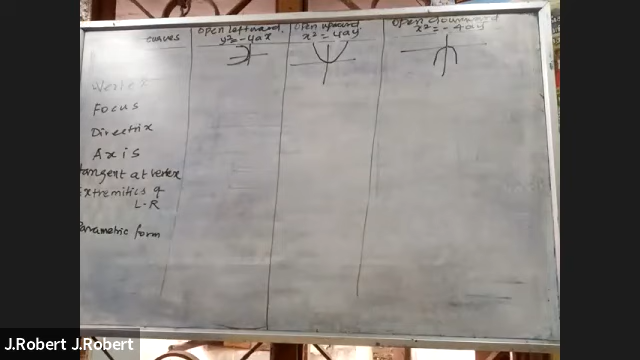 curves
open leftward
y²=-4ax
open upward
x²=4ay
open downward
x²=-4ay
Vertex
Focus
Directrix
Axis
tangent at vertex
Extremities of
L.R
Parametric form
J.Robert J.Robert